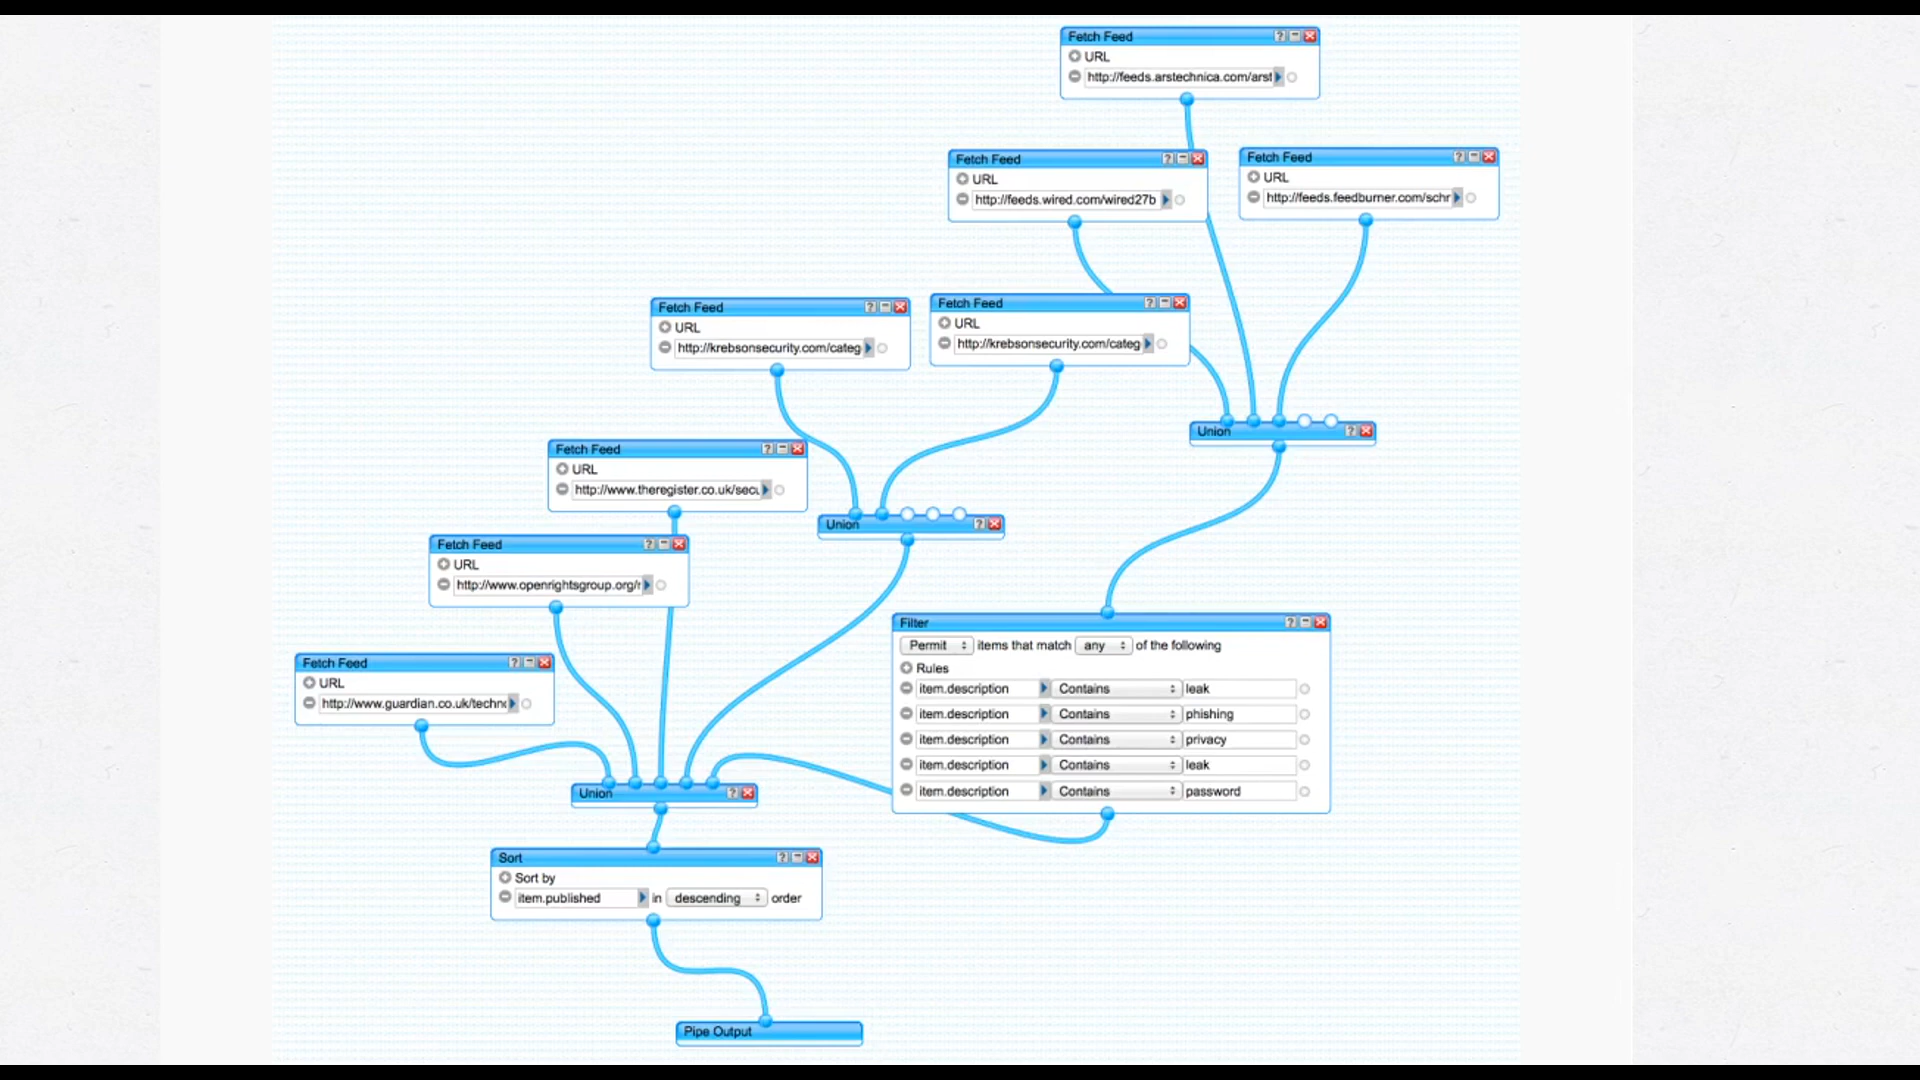 Fetch Feed
URL
http://feeds.arstechnica.com/arst
Fetch Feed
URL
http://feeds.wired.com/wired27b
Fetch Feed
URL
http://feeds.feedburner.com/schr
Fetch Feed
URL
http://krebsonsecurity.com/categ
Fetch Feed
URL
http://krebsonsecurity.com/categ
Union
Fetch Feed
URL
http://www.theregister.co.uk/secu
Union
Fetch Feed
URL
http://www.openrightsgroup.org/r
Filter
Permit items that match any of the following
Rules
item.description Contains leak
item.description Contains phishing
item.description Contains privacy
item.description Contains leak
item.description Contains password
Fetch Feed
URL
http://www.guardian.co.uk/techno
Union
Sort
Sort by
item.published in descending order
Pipe Output